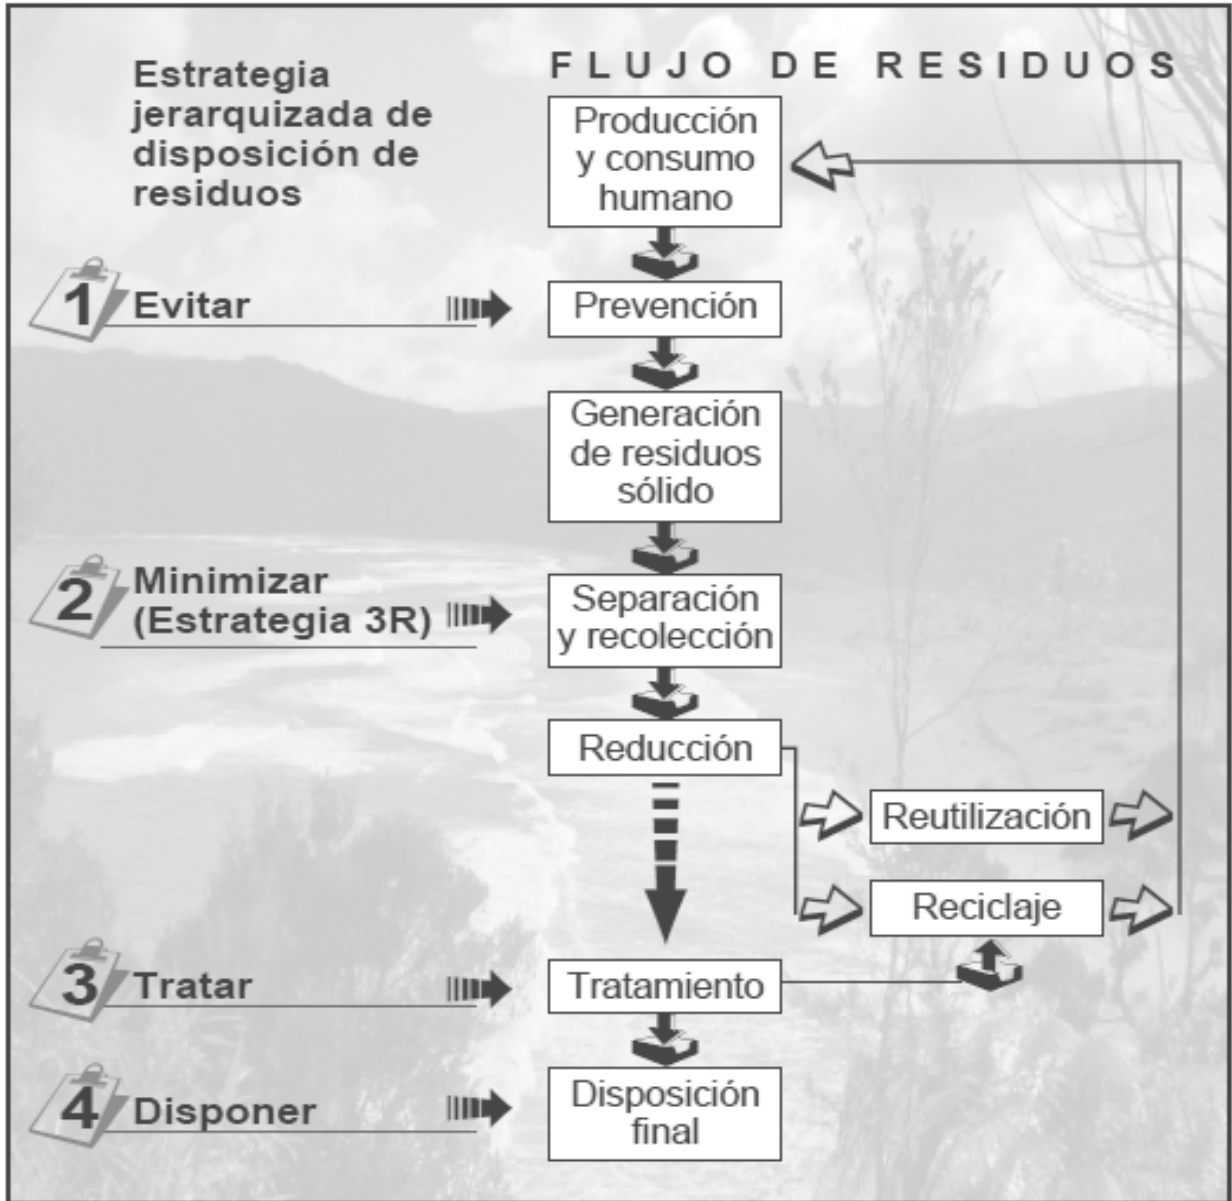 Estrategia
jerarquizada de
disposición de
residuos
FLUJO DE RESIDUOS
Producción
y consumo
humano
1 Evitar
Prevención
Generación
de residuos
sólido
2 Minimizar
(Estrategia 3R)
Separación
y recolección
Reducción
Reutilización
Reciclaje
3 Tratar
Tratamiento
4 Disponer
Disposición
final